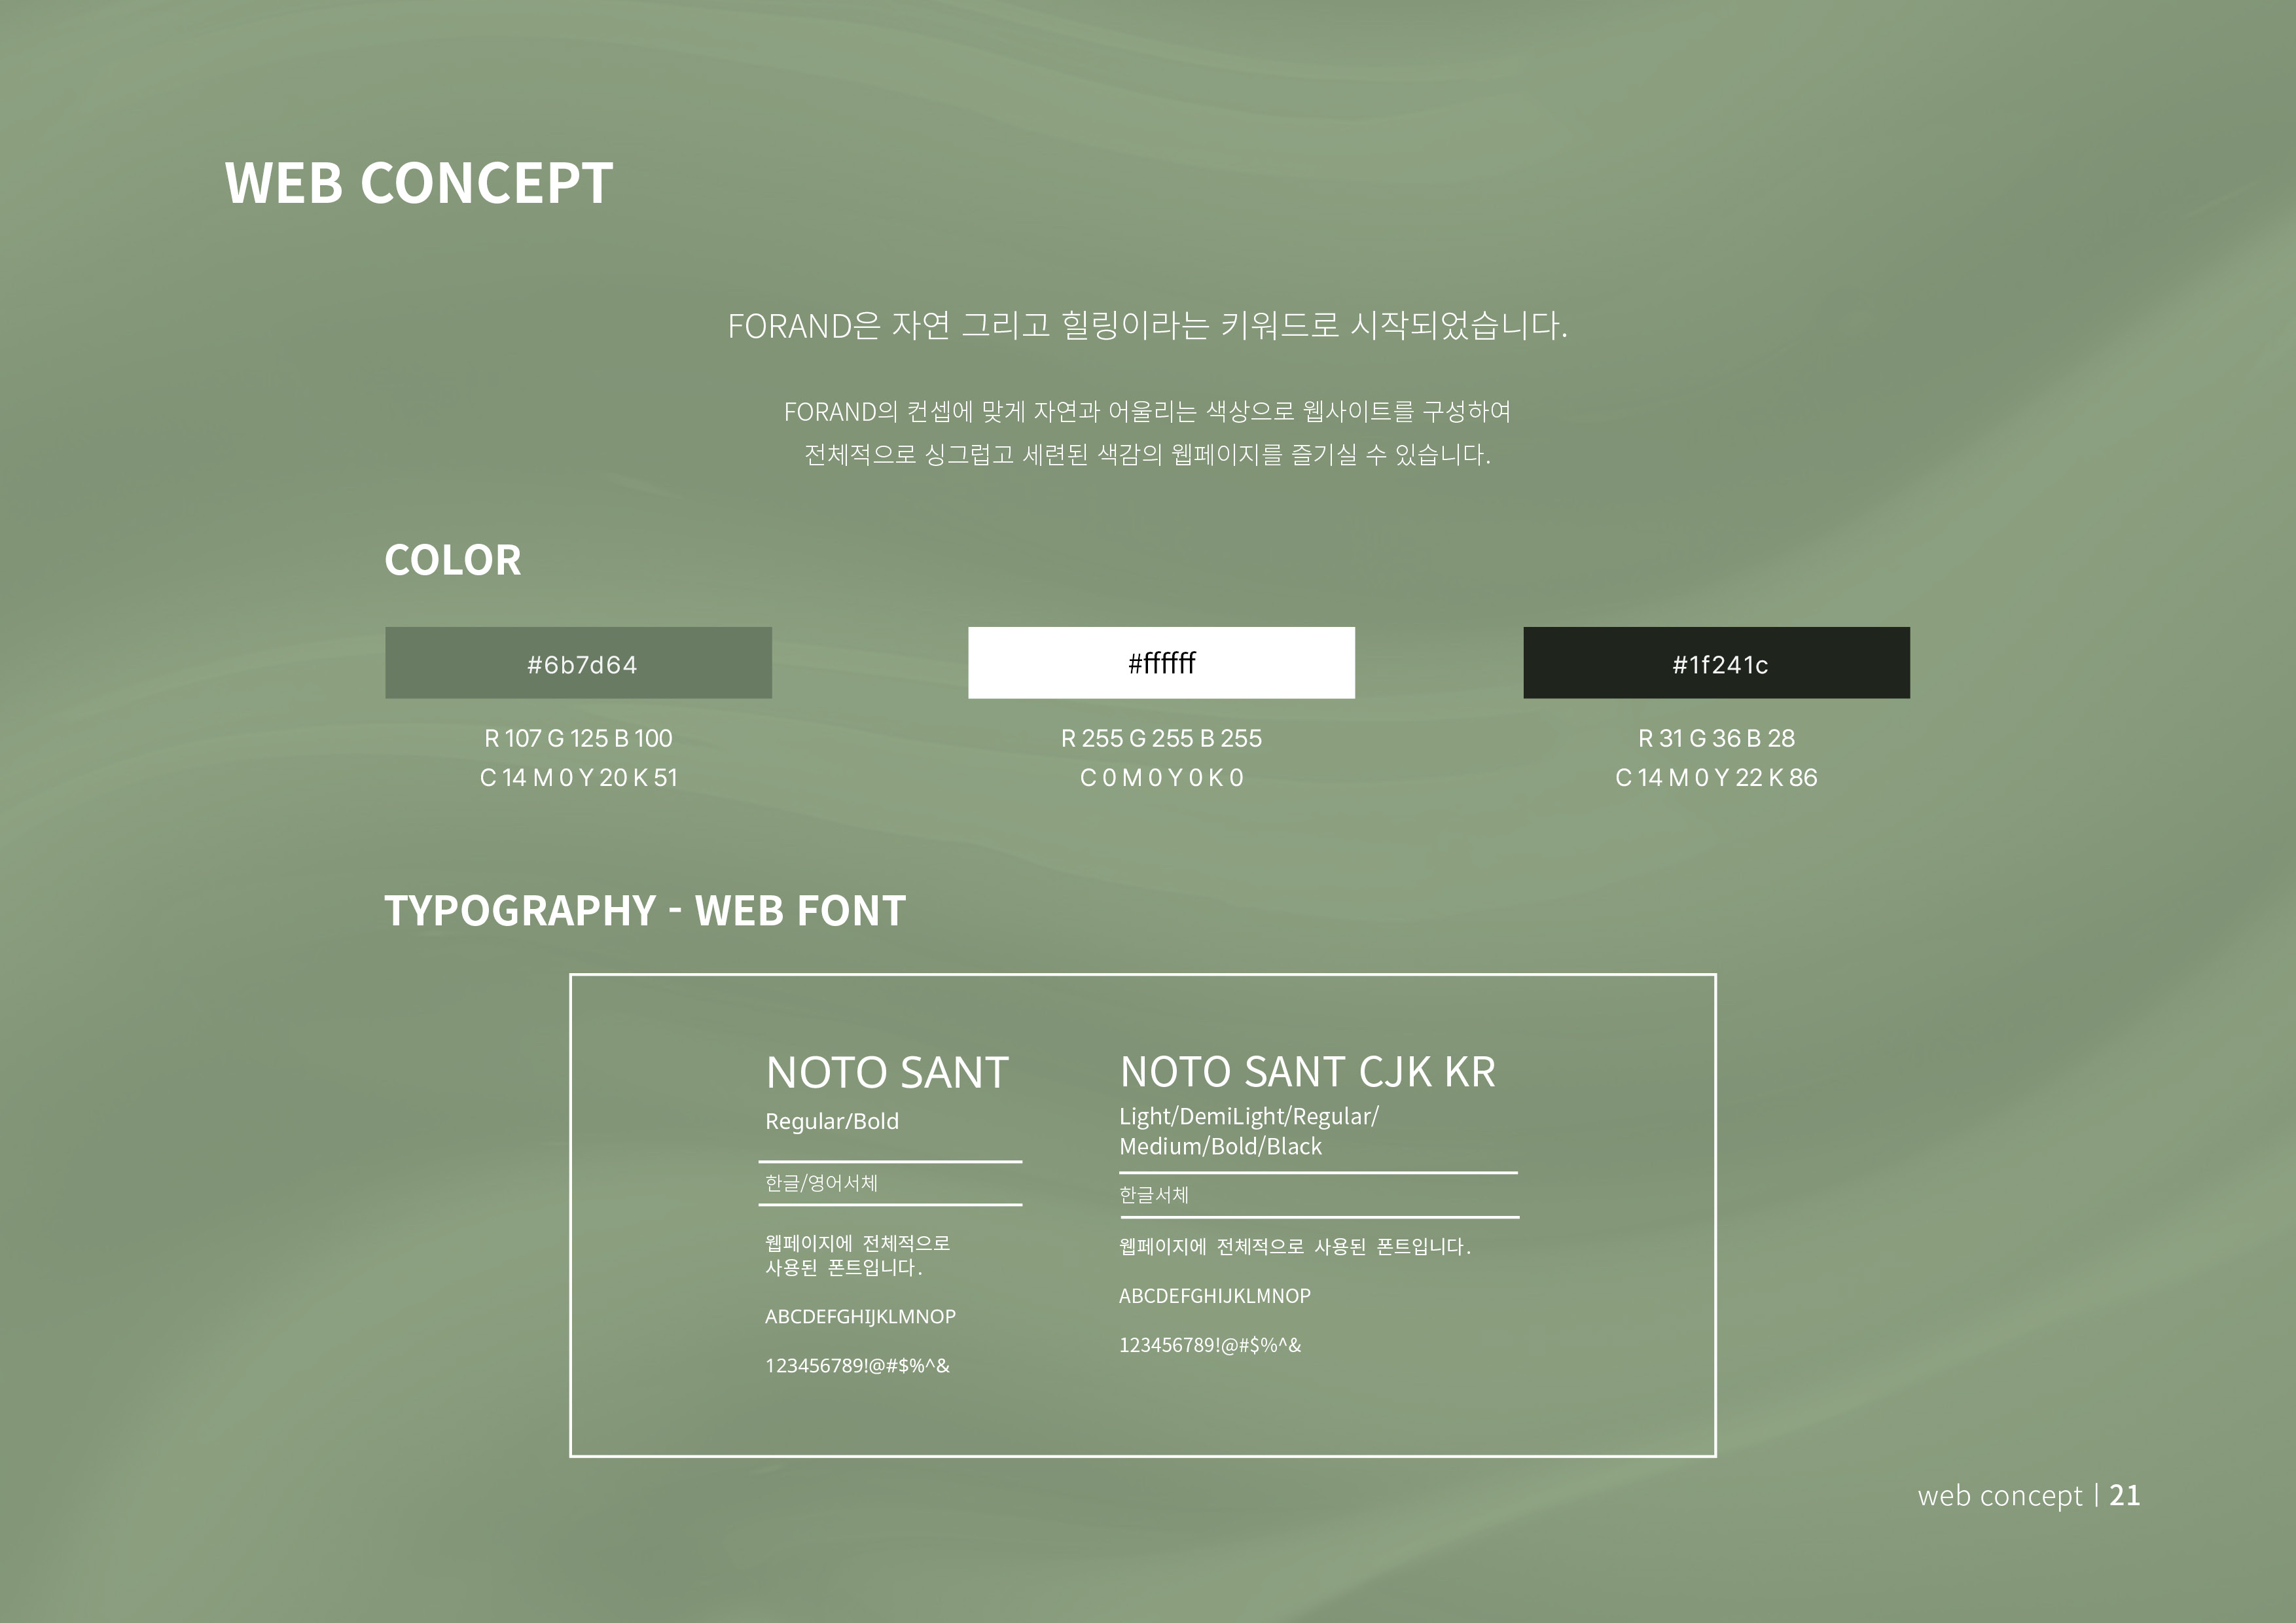 WEB CONCEPT
FORAND은 자연 그리고 힐링이라는 키워드로 시작되었습니다.
FORAND의 컨셉에 맞게 자연과 어울리는 색상으로 웹사이트를 구성하여
전체적으로 싱그럽고 세련된 색감의 웹페이지를 즐기실 수 있습니다.
COLOR
#6b7d64
R 107 G 125 B 100
C 14 M 0 Y 20 K 51
#ffffff
R 255 G 255 B 255
C 0 M 0 Y 0 K 0
#1f241c
R 31 G 36 B 28
C 14 M 0 Y 22 K 86
TYPOGRAPHY - WEB FONT
NOTO SANT
Regular/Bold
한글/영어서체
웹페이지에 전체적으로
사용된 폰트입니다.
ABCDEFGHIJKLMNOP
123456789!@#$%^&
NOTO SANT CJK KR
Light/DemiLight/Regular/
Medium/Bold/Black
한글서체
웹페이지에 전체적으로 사용된 폰트입니다.
ABCDEFGHIJKLMNOP
123456789!@#$%^&
web concept | 21